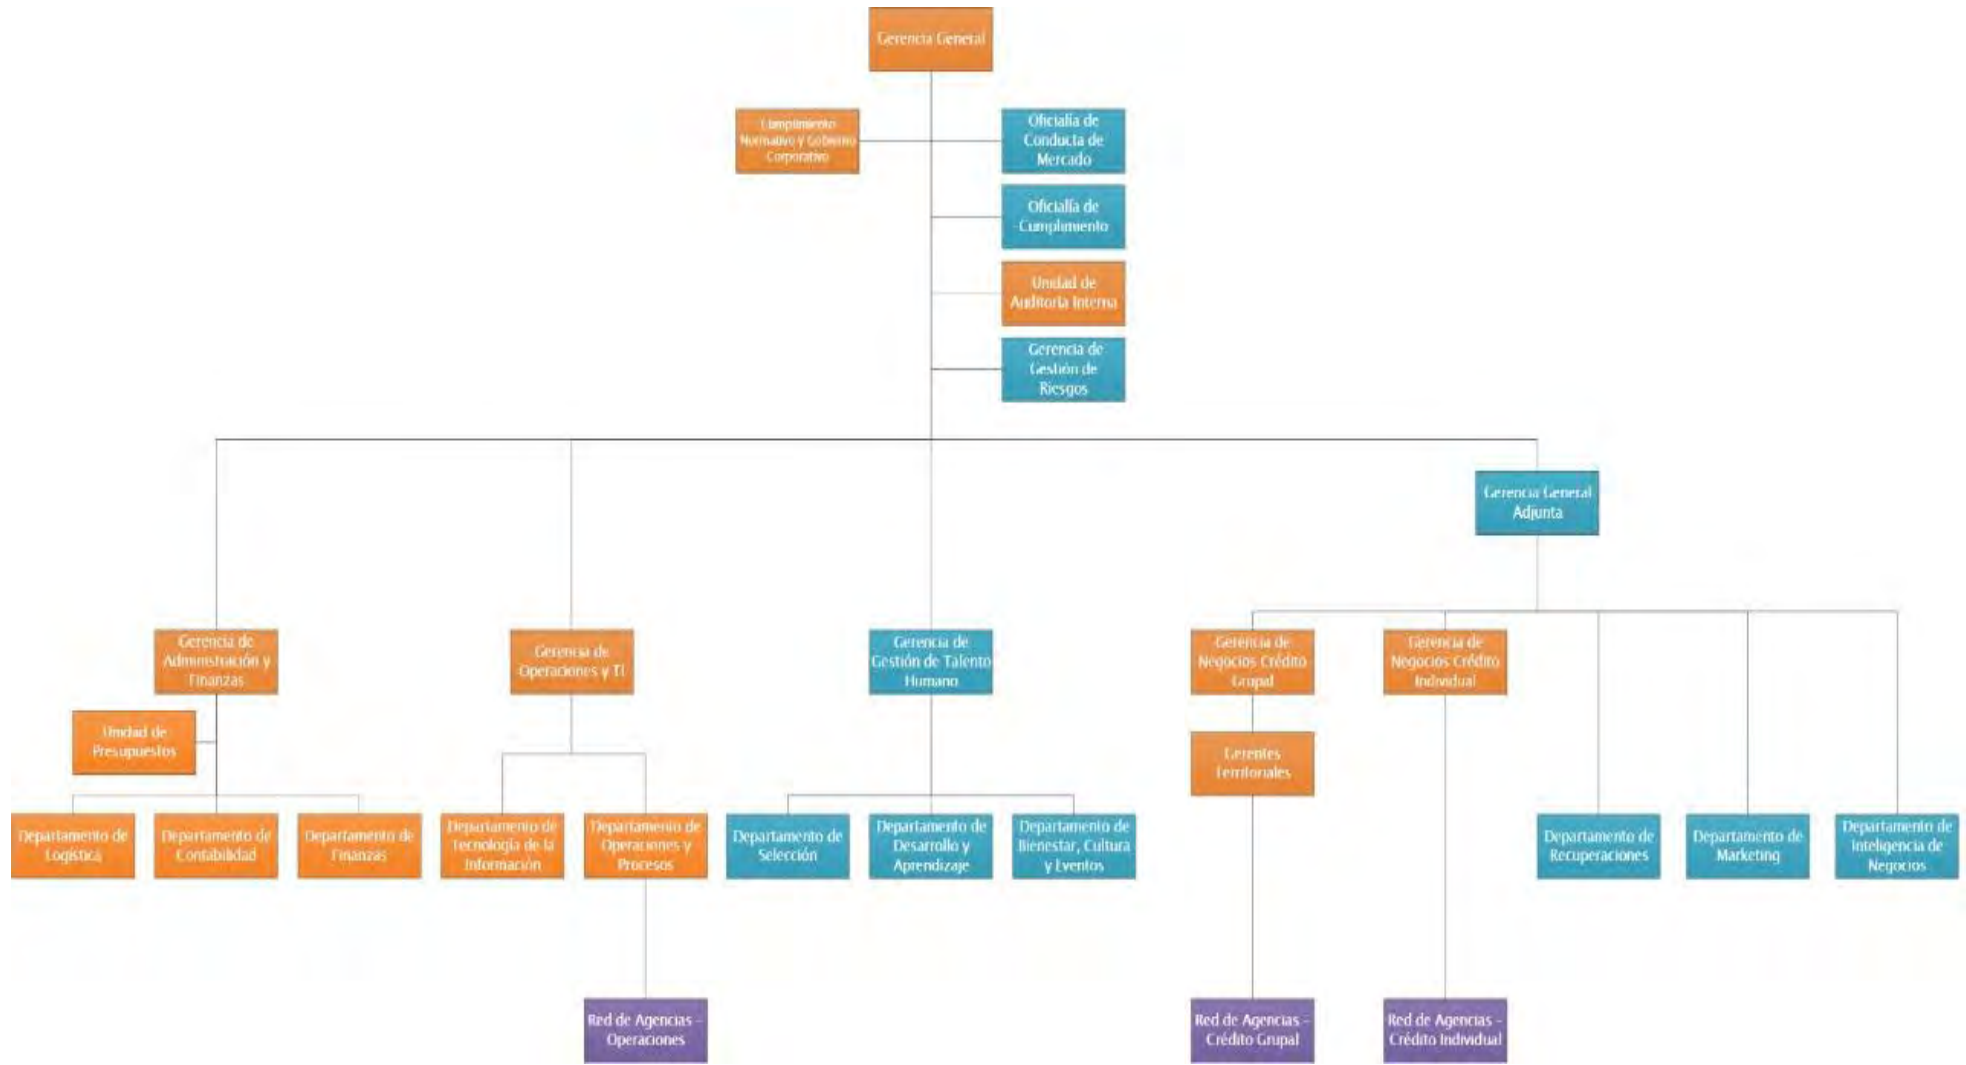 Gerencia General
Cumplimiento
Normativo y Gobierno
Corporativo
Oficialía de
Conducta de
Mercado
Oficialía de
Cumplimiento
Unidad de
Auditoría Interna
Gerencia de
Gestión de
Riesgos
Gerencia General
Adjunta
Gerencia de
Administración y
Finanzas
Gerencia de
Operaciones y TI
Gerencia de
Gestión de Talento
Humano
Gerencia de
Negocios Crédito
Grupal
Gerencia de
Negocios Crédito
Individual
Unidad de
Presupuestos
Gerentes
Territoriales
Departamento de
Logística
Departamento de
Contabilidad
Departamento de
Finanzas
Departamento de
Tecnología de la
Información
Departamento de
Operaciones y
Procesos
Departamento de
Selección
Departamento de
Desarrollo y
Aprendizaje
Departamento de
Bienestar, Cultura
y Eventos
Departamento de
Recuperaciones
Departamento de
Marketing
Departamento de
Inteligencia de
Negocios
Red de Agencias –
Operaciones
Red de Agencias –
Crédito Grupal
Red de Agencias –
Crédito Individual